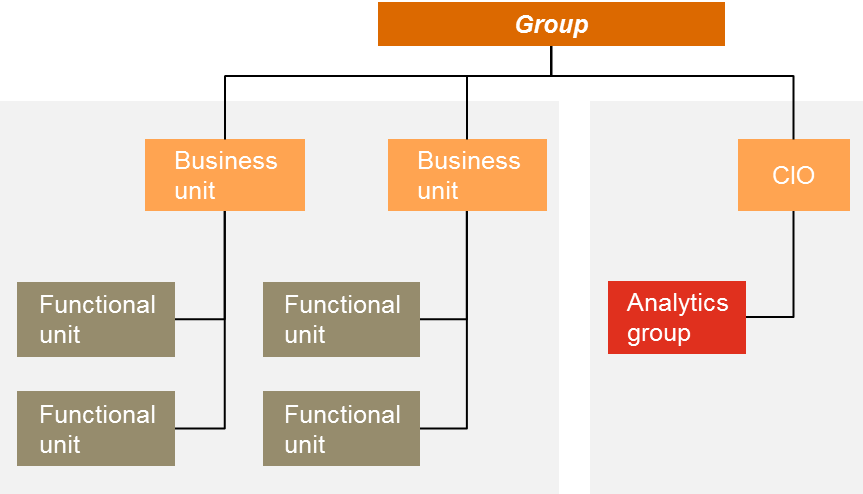 Group
Business
unit
Business
unit
CIO
Functional
unit
Functional
unit
Analytics
group
Functional
unit
Functional
unit